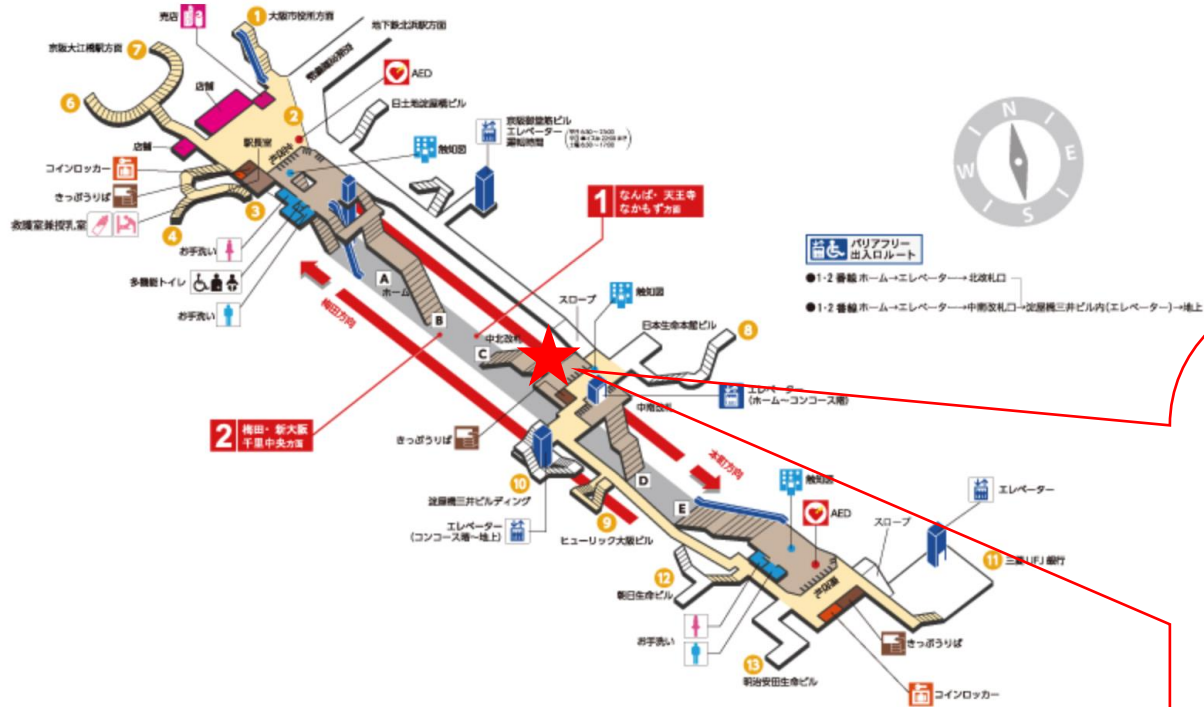 売店
1 大阪市役所方面
地下鉄北浜駅方面
京阪大江橋駅方面 7
AED
店舗
6
2
日土地淀屋橋ビル
京阪御堂筋ビル
エレベーター
運転時間
店舗
駅長室
触知図
コインロッカー
きっぷうりば
救護室兼授乳室
3
4
1 なんば・天王寺
なかもず方面
お手洗い
多機能トイレ
お手洗い
A
ホーム
梅田方向
B
中北改札
C
スロープ
触知図
日本生命本館ビル
8
バリアフリー
出入口ルート
●1-2番線 ホーム→エレベーター→北改札口
●1-2番線 ホーム→エレベーター→中南改札口→淀屋橋三井ビル内(エレベーター)→地上
エレベーター
(ホーム〜コンコース階)
中南改札
2 梅田・新大阪
千里中央方面
きっぷうりば
本町方向
10
淀屋橋三井ビルディング
エレベーター
(コンコース階〜地上)
9
ヒューリック大阪ビル
D
E
触知図
AED
エレベーター
スロープ
11 三菱UFJ銀行
12
朝日生命ビル
南改札
お手洗い
きっぷうりば
13
明治安田生命ビル
コインロッカー
N
E
S
W